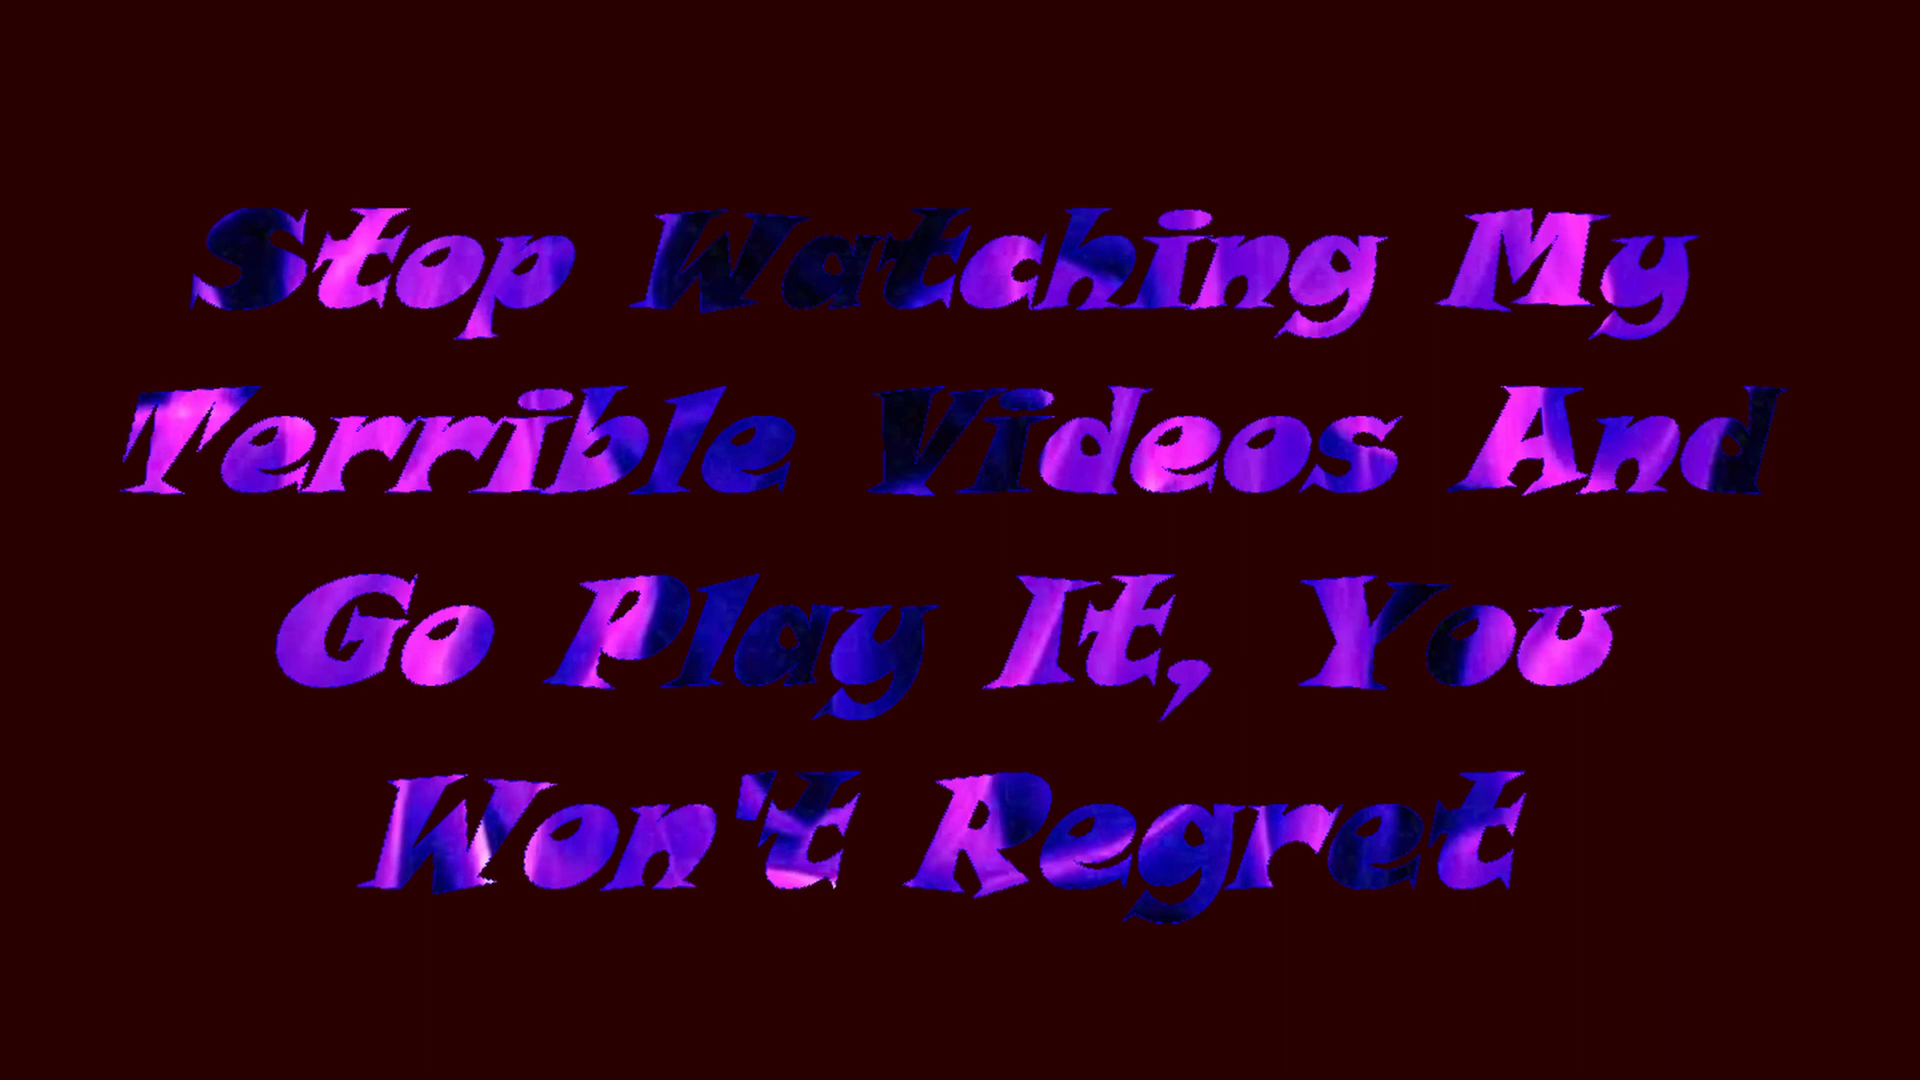 Stop Watching My
Terrible Videos And
Go Play It, You
Won't Regret